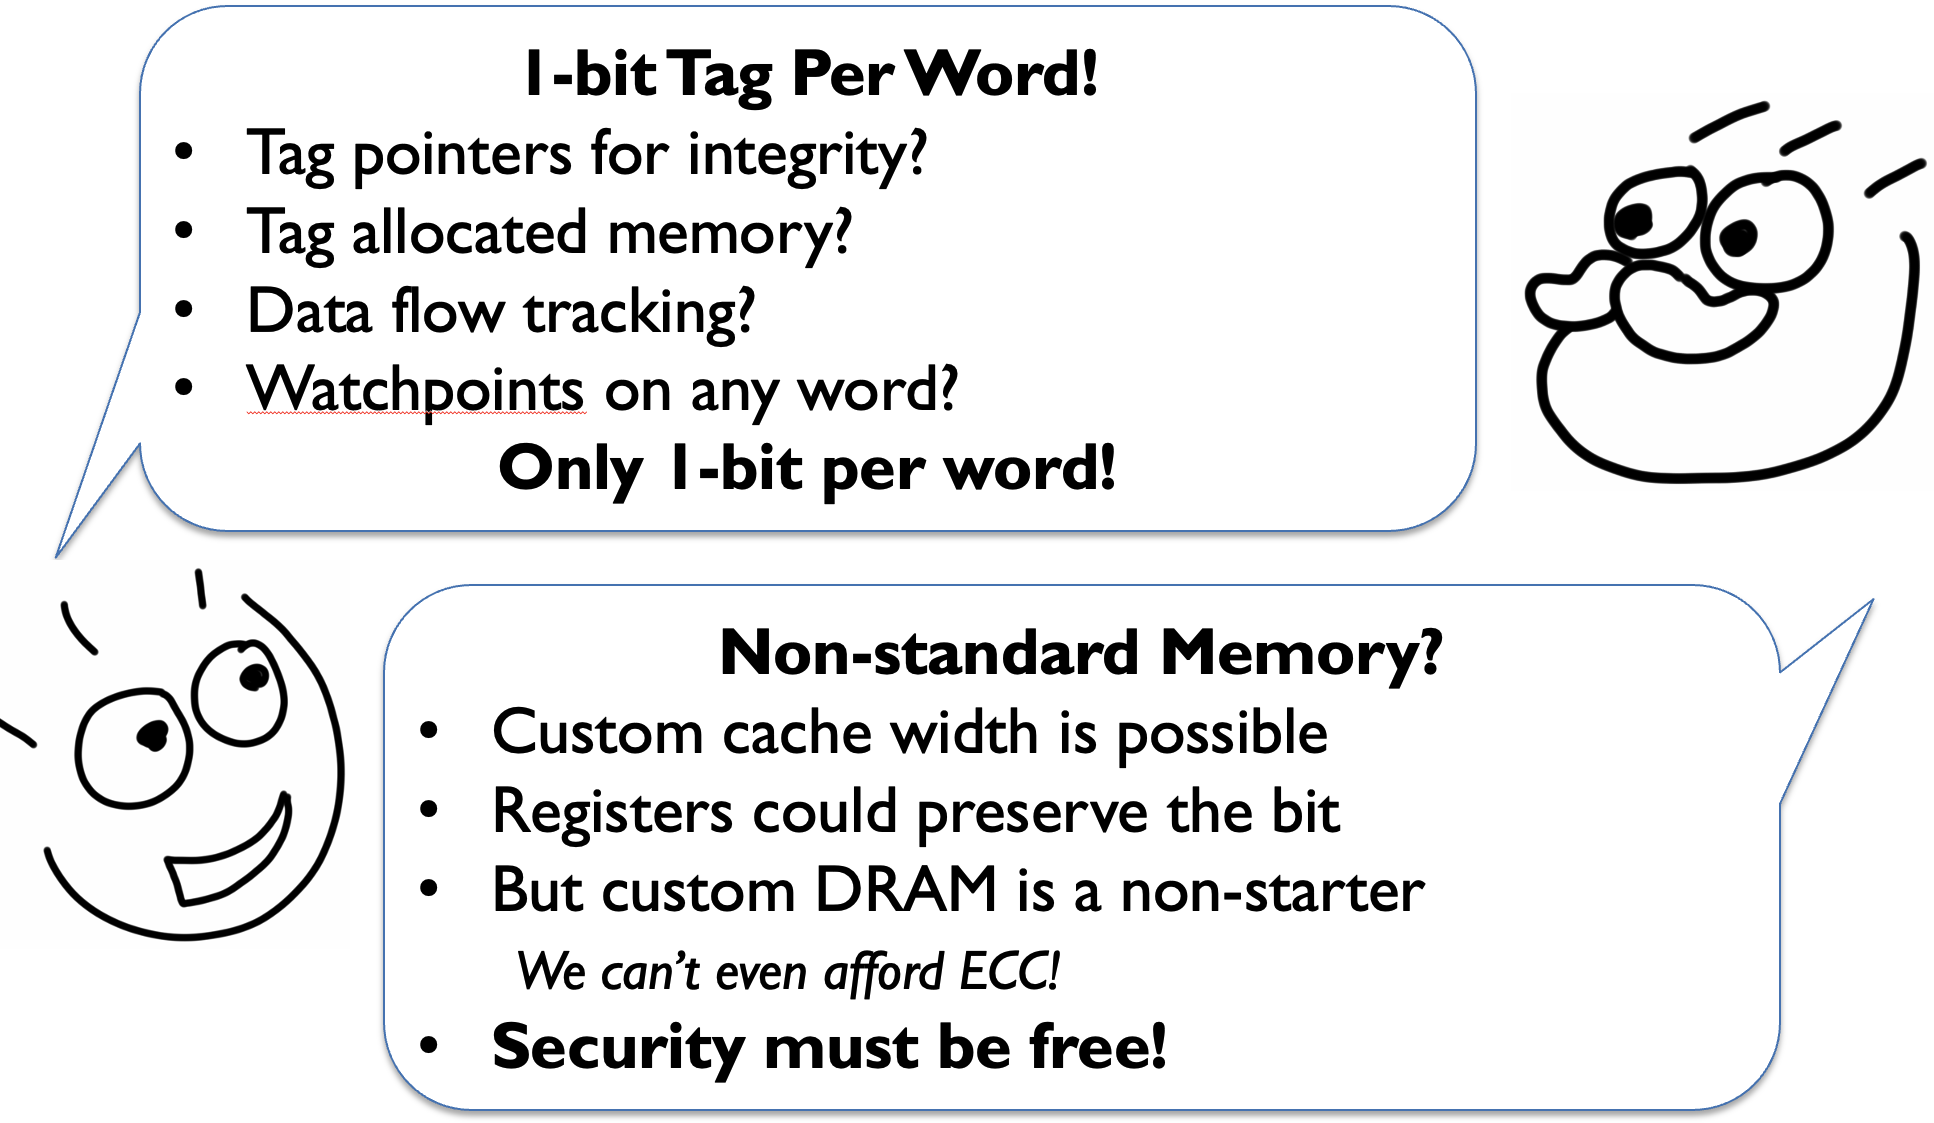 1-bit Tag Per Word!
• Tag pointers for integrity?
• Tag allocated memory?
• Data flow tracking?
• Watchpoints on any word?
Only 1-bit per word!
Non-standard Memory?
• Custom cache width is possible
• Registers could preserve the bit
• But custom DRAM is a non-starter
We can’t even afford ECC!
• Security must be free!